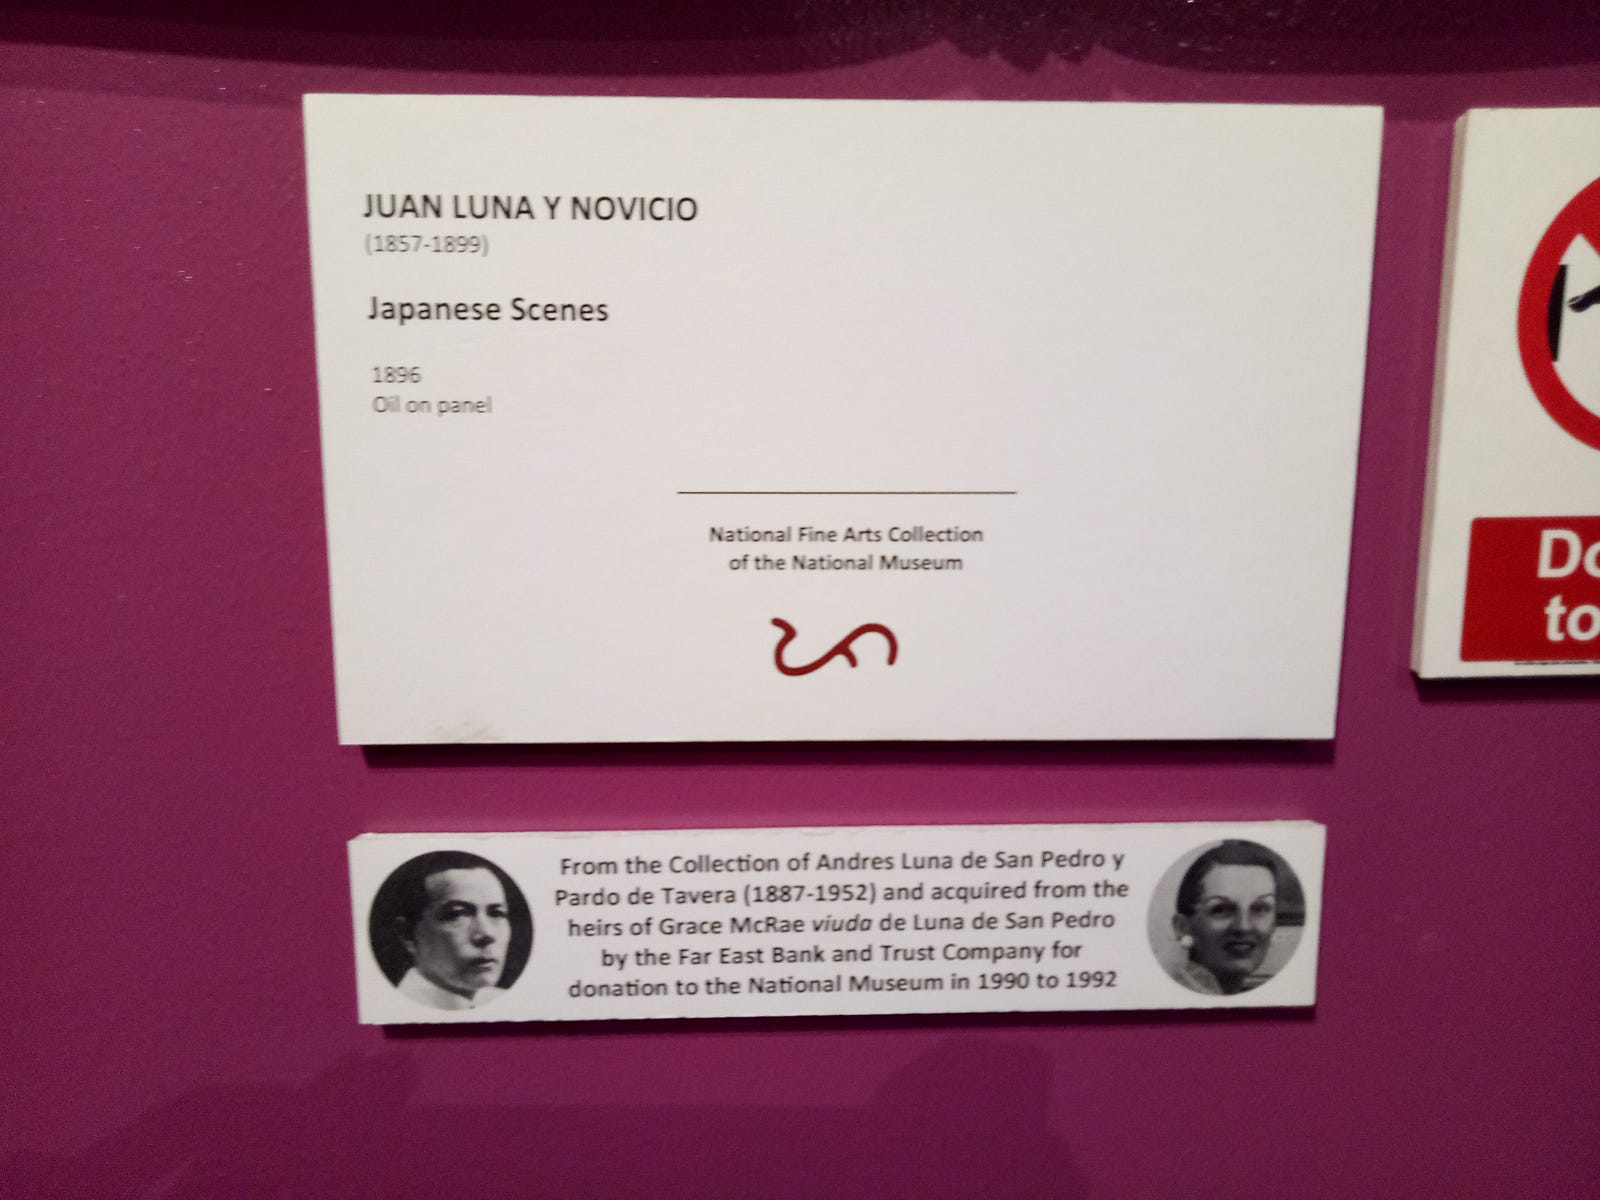 JUAN LUNA Y NOVICIO
(1857-1899)
Japanese Scenes
1896
Oil on panel
National Fine Arts Collection
of the National Museum
From the Collection of Andres Luna de San Pedro y
Pardo de Tavera (1887-1952) and acquired from the
heirs of Grace McRae viuda de Luna de San Pedro
by the Far East Bank and Trust Company for
donation to the National Museum in 1990 to 1992
to